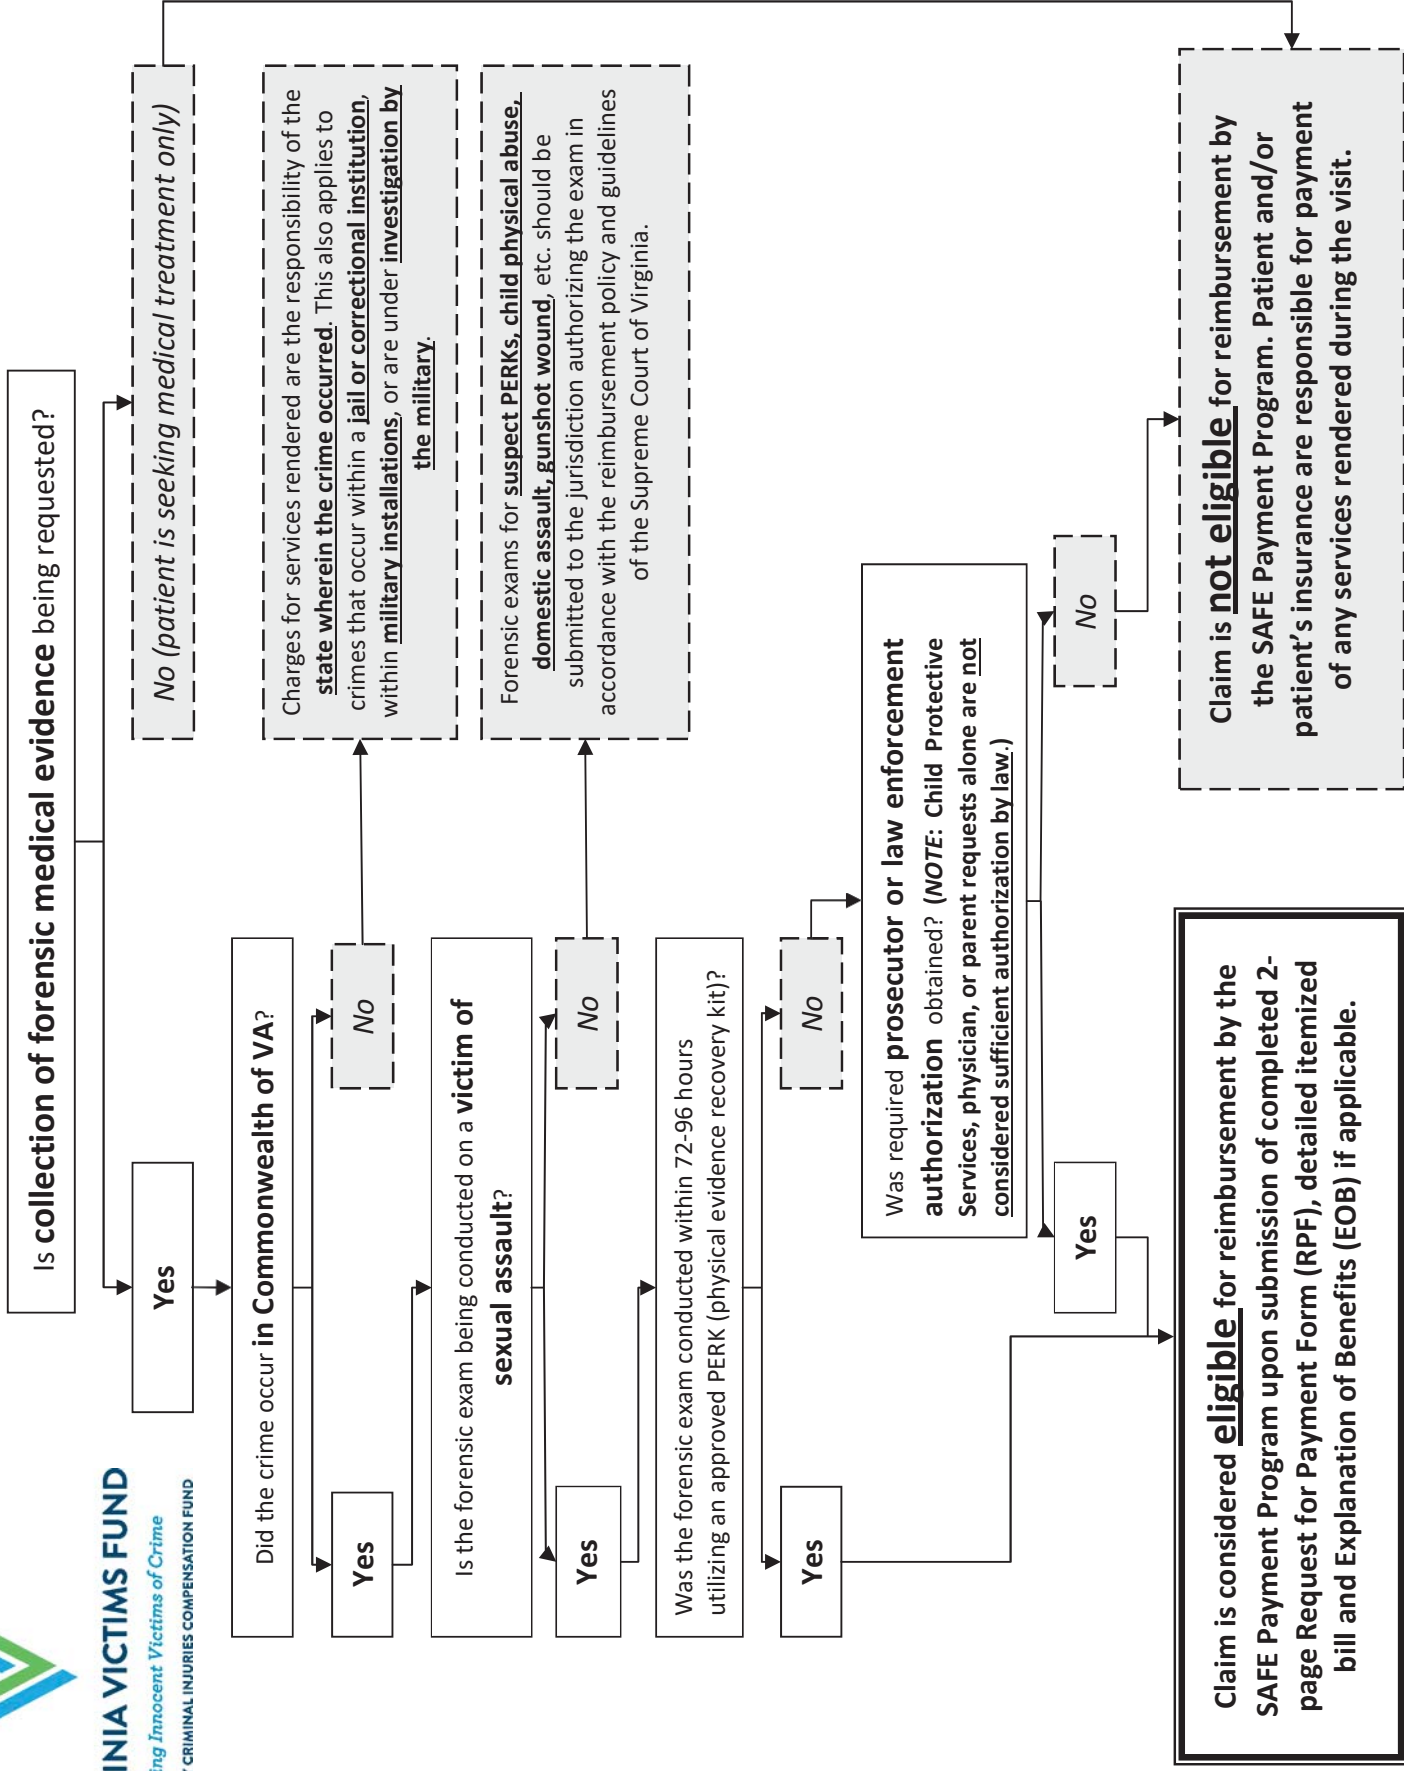 INIA VICTIMS FUND
ing Innocent Victims of Crime
CRIMINAL INJURIES COMPENSATION FUND
Is collection of forensic medical evidence being requested?
Yes
No (patient is seeking medical treatment only)
Did the crime occur in Commonwealth of VA?
Yes
No
Charges for services rendered are the responsibility of the
state wherein the crime occurred. This also applies to
crimes that occur within a jail or correctional institution,
within military installations, or are under investigation by
the military.
Is the forensic exam being conducted on a victim of
sexual assault?
Yes
No
Forensic exams for suspect PERKs, child physical abuse,
domestic assault, gunshot wound, etc. should be
submitted to the jurisdiction authorizing the exam in
accordance with the reimbursement policy and guidelines
of the Supreme Court of Virginia.
Was the forensic exam conducted within 72-96 hours
utilizing an approved PERK (physical evidence recovery kit)?
Yes
No
Was required prosecutor or law enforcement
authorization obtained? (NOTE: Child Protective
Services, physician, or parent requests alone are not
considered sufficient authorization by law.)
Yes
No
Claim is considered eligible for reimbursement by the
SAFE Payment Program upon submission of completed 2-
page Request for Payment Form (RPF), detailed itemized
bill and Explanation of Benefits (EOB) if applicable.
Claim is not eligible for reimbursement by
the SAFE Payment Program. Patient and/or
patient's insurance are responsible for payment
of any services rendered during the visit.